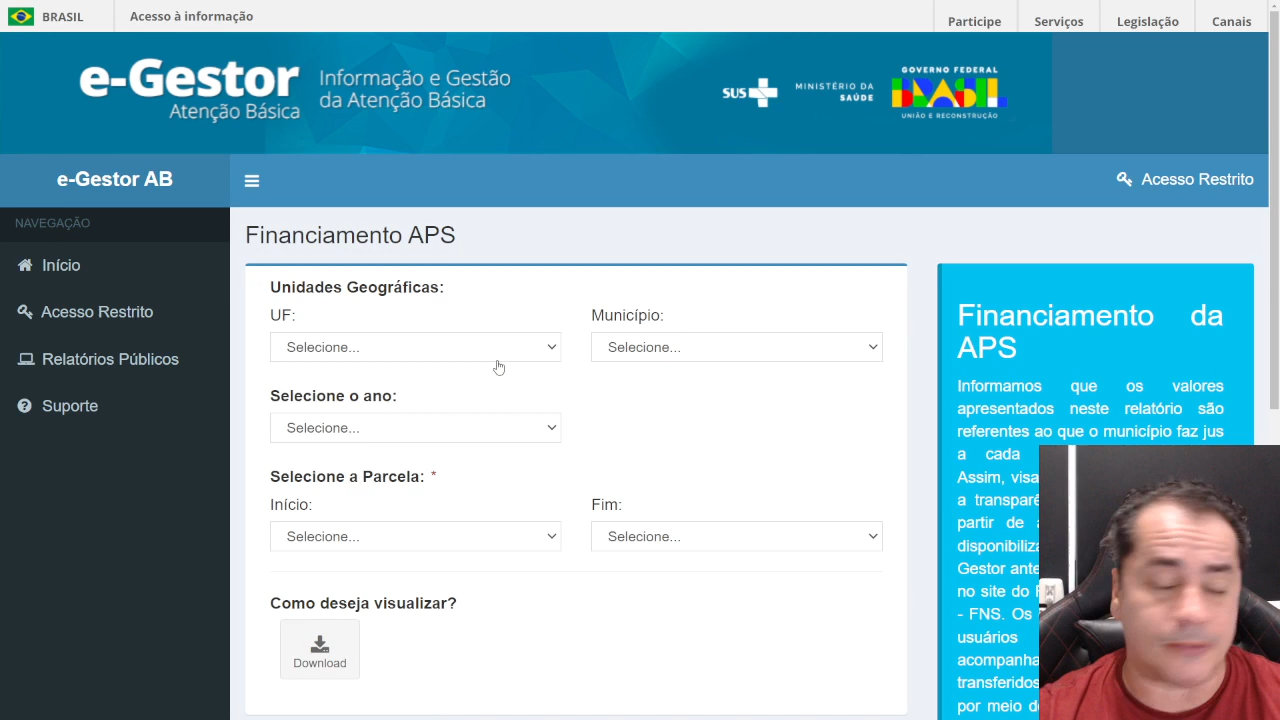 BRASIL
Acesso à informação
Participe
Serviços
Legislação
Canais
e-Gestor
Atenção Básica
Informação e Gestão
da Atenção Básica
SUS
MINISTÉRIO DA
SAÚDE
GOVERNO FEDERAL
BRASIL
UNIÃO E RECONSTRUÇÃO
e-Gestor AB
Acesso Restrito
NAVEGAÇÃO
Início
Acesso Restrito
Relatórios Públicos
Suporte
Financiamento APS
Unidades Geográficas:
UF:
Município:
Selecione...
Selecione...
Selecione o ano:
Selecione...
Selecione a Parcela: *
Início:
Fim:
Selecione...
Selecione...
Como deseja visualizar?
Download
Financiamento da
APS
Informamos que os valores
apresentados neste relatório são
referentes ao que o município faz jus
a cada
Assim,
a
partir de
Gestor
no site do
- FNS. Os
usuários
transferidos
por meio